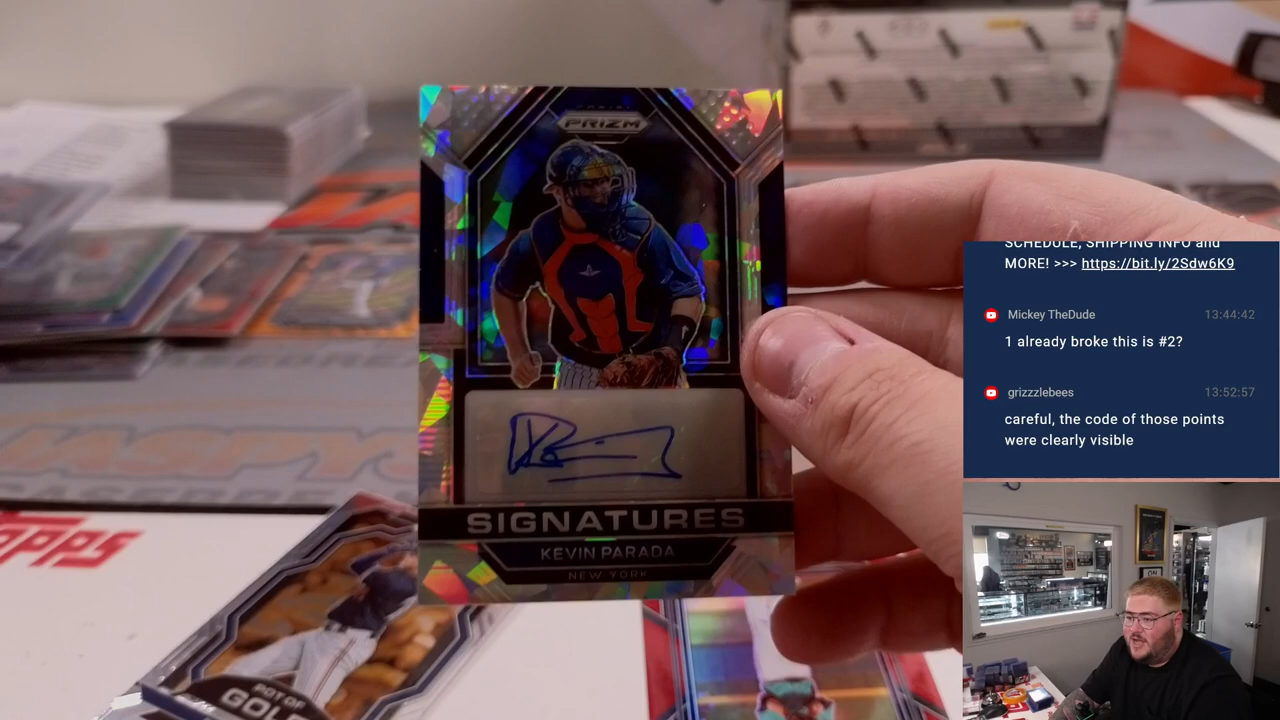 PRIZM
SIGNATURES
KEVIN PARADA
NEW YORK
POT OF
GOLD
SCHEDULE, SHIPPING INFO and
MORE! >>> https://bit.ly/2Sdw6K9
Mickey TheDude 13:44:42
1 already broke this is #2?
grizzzlebees 13:52:57
careful, the code of those points
were clearly visible